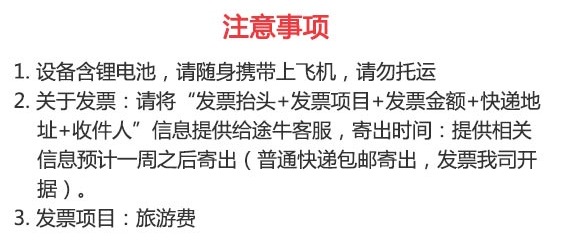 注意事项
1. 设备含锂电池，请随身携带上飞机，请勿托运
2. 关于发票：请将“发票抬头+发票项目+发票金额+快递地
址+收件人”信息提供给途牛客服，寄出时间：提供相关
信息预计一周之后寄出（普通快递包邮寄出，发票我司开
据）。
3. 发票项目：旅游费